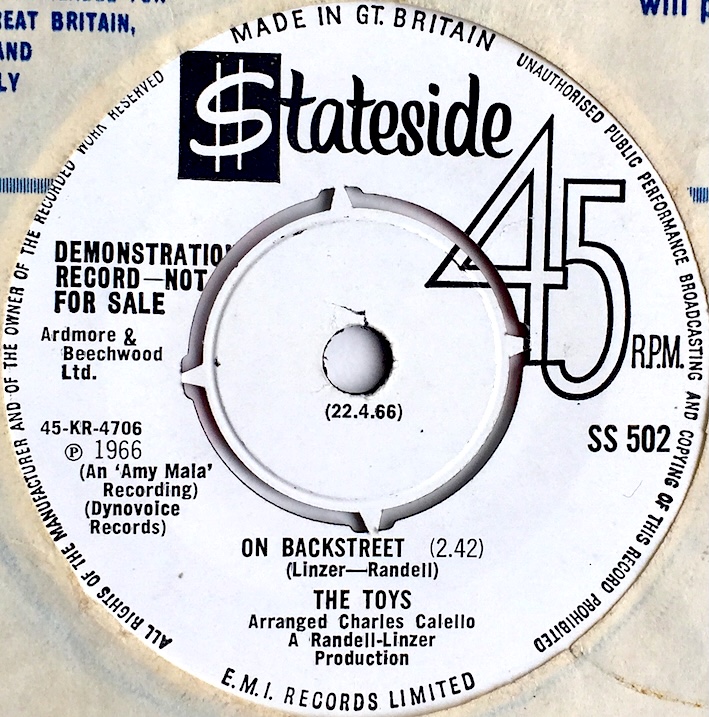 EAT BRITAIN,
AND
LY
will p
MADE IN GT. BRITAIN
$tateside
45
R.P.M.
UNAUTHORISED PUBLIC PERFORMANCE BROADCASTING AND COPYING OF THIS RECORD PROHIBITED
ALL RIGHTS OF THE MANUFACTURER AND OF THE OWNER OF THE RECORDED WORK RESERVED
DEMONSTRATION
RECORD—NOT
FOR SALE
Ardmore &
Beechwood
Ltd.
(22.4.66)
45-KR-4706
℗ 1966
(An 'Amy Mala'
Recording)
(Dynovoice
Records)
SS 502
ON BACKSTREET (2.42)
(Linzer—Randell)
THE TOYS
Arranged Charles Calello
A Randell-Linzer
Production
E.M.I. RECORDS LIMITED